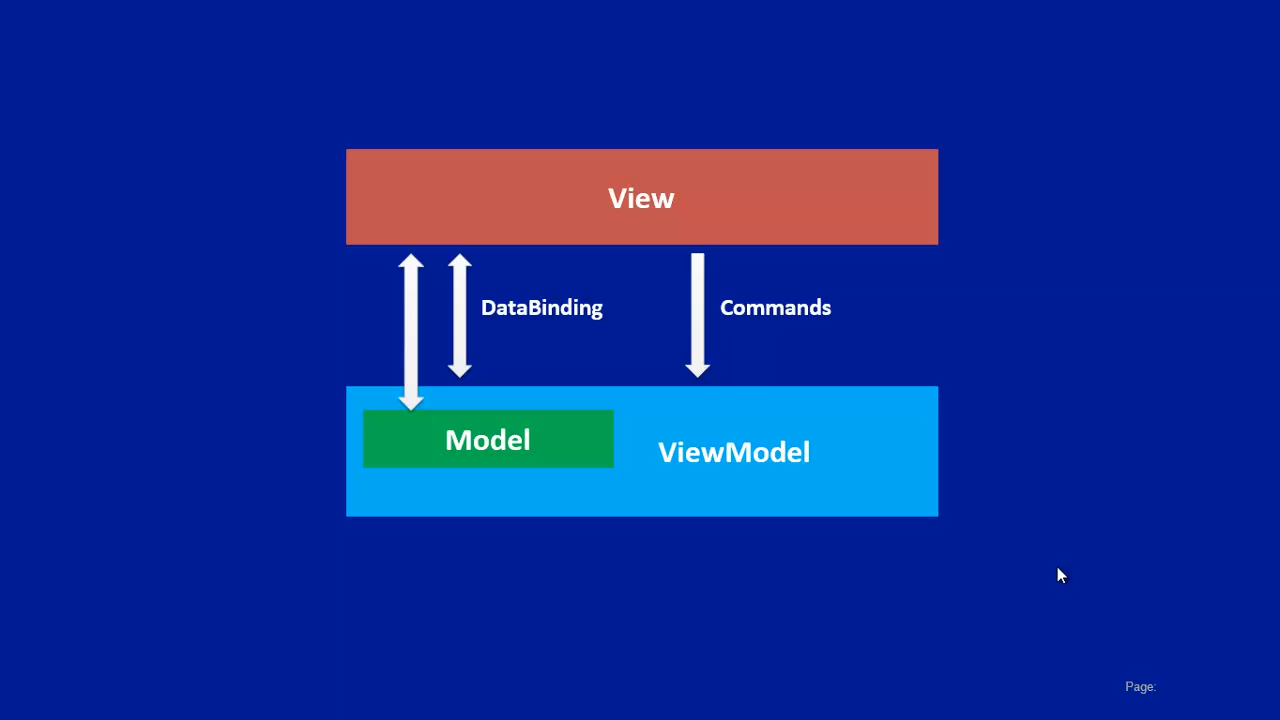 View
DataBinding
Commands
Model
ViewModel
Page: